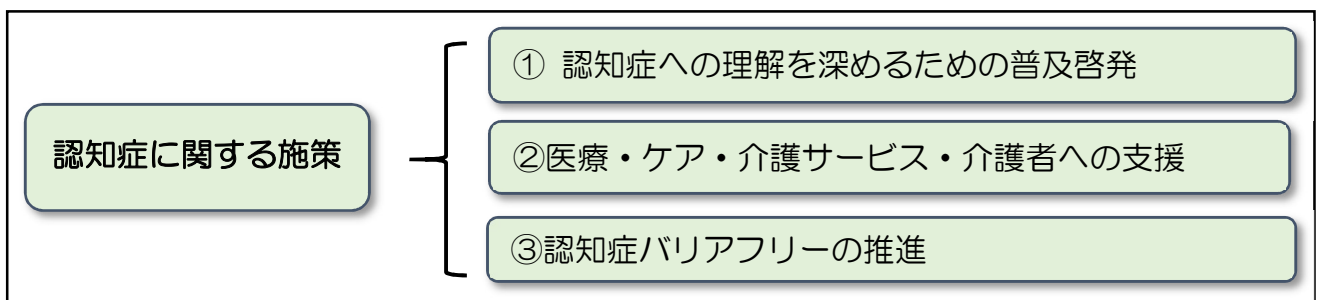 認知症に関する施策
① 認知症への理解を深めるための普及啓発
②医療・ケア・介護サービス・介護者への支援
③認知症バリアフリーの推進